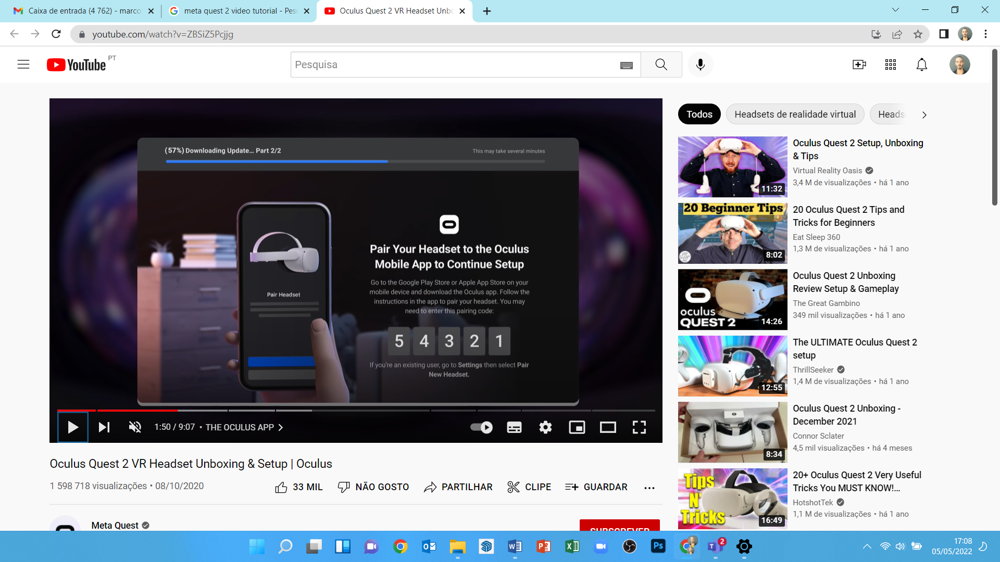 Caixa de entrada (4 762) - marco.
meta quest 2 video tutorial - Pes
Oculus Quest 2 VR Headset Unb
youtube.com/watch?v=ZBSiZ5Pcjjg
YouTube PT
Pesquisa
(57%) Downloading Update... Part 2/2
This may take several minutes
Pair Headset
Pair Your Headset to the Oculus
Mobile App to Continue Setup
Go to the Google Play Store or Apple App Store on your
mobile device and download the Oculus app. Follow the
instructions in the app to pair your headset. You may
need to enter this pairing code:
5 4 3 2 1
If you're an existing user, go to Settings then select Pair
New Headset.
1:50 / 9:07 • THE OCULUS APP
Oculus Quest 2 VR Headset Unboxing & Setup | Oculus
1 598 718 visualizações • 08/10/2020
33 MIL
NÃO GOSTO
PARTILHAR
CLIPE
GUARDAR
Meta Quest
SUBSCREVER
Todos
Headsets de realidade virtual
Heads
11:32
Oculus Quest 2 Setup, Unboxing
& Tips
Virtual Reality Oasis
3,4 M de visualizações • há 1 ano
20 Beginner Tips
8:02
20 Oculus Quest 2 Tips and
Tricks for Beginners
Eat Sleep 360
1,3 M de visualizações • há 1 ano
oculus
QUEST 2
14:26
Oculus Quest 2 Unboxing
Review Setup & Gameplay
The Great Gambino
349 mil visualizações • há 1 ano
12:55
The ULTIMATE Oculus Quest 2
setup
ThrillSeeker
1,4 M de visualizações • há 1 ano
8:34
Oculus Quest 2 Unboxing -
December 2021
Connor Sclater
4,5 mil visualizações • há 4 meses
Tips
N'
Tricks
16:49
20+ Oculus Quest 2 Very Useful
Tricks You MUST KNOW!...
HotshotTek
1,1 M de visualizações • há 1 ano
Ps
2
17:08
05/05/2022